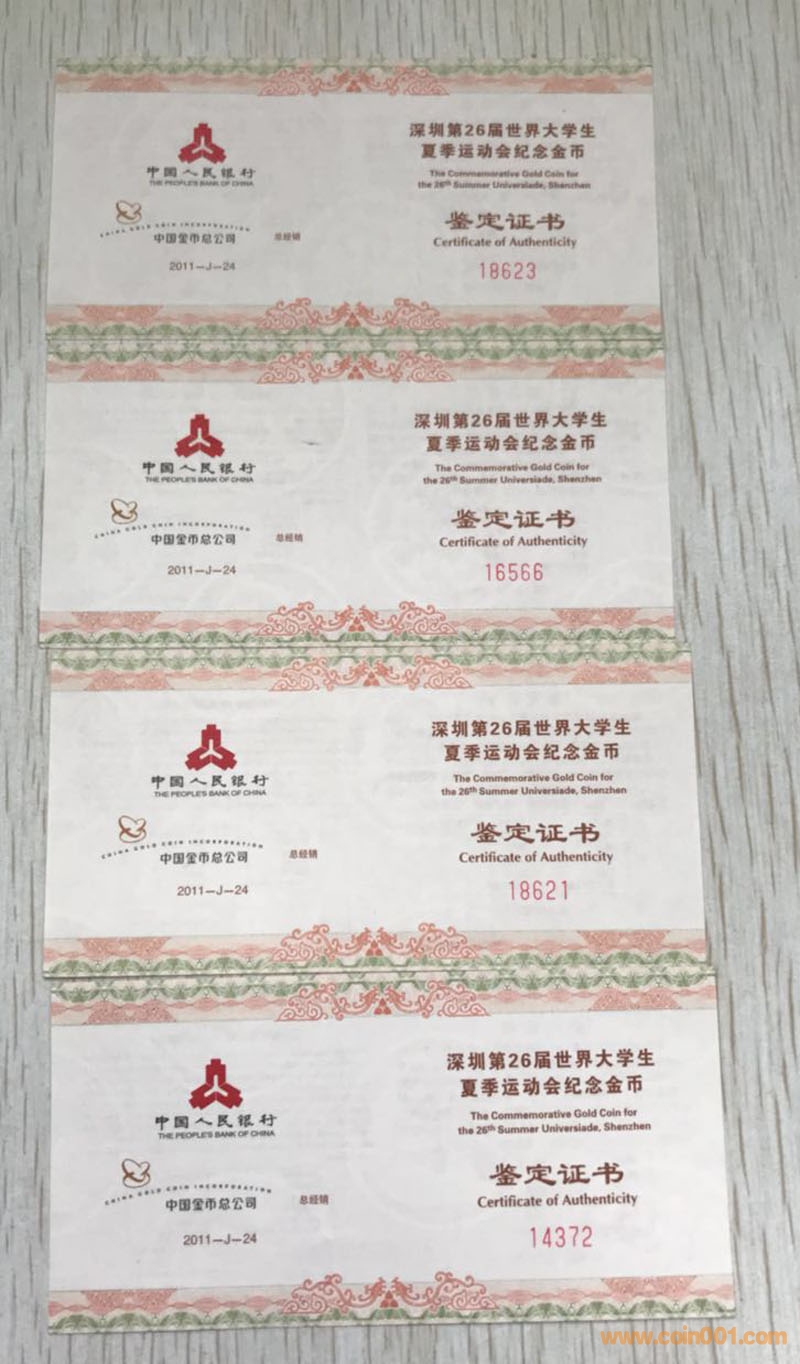 中国人民银行
THE PEOPLE'S BANK OF CHINA
CHINA GOLD COIN INCORPORATION
中国金币总公司 总经销
2011-J-24
深圳第26届世界大学生
夏季运动会纪念金币
The Commemorative Gold Coin for
the 26th Summer Universiade, Shenzhen
鉴定证书
Certificate of Authenticity
18623
中国人民银行
THE PEOPLE'S BANK OF CHINA
CHINA GOLD COIN INCORPORATION
中国金币总公司 总经销
2011-J-24
深圳第26届世界大学生
夏季运动会纪念金币
The Commemorative Gold Coin for
the 26th Summer Universiade, Shenzhen
鉴定证书
Certificate of Authenticity
16566
中国人民银行
THE PEOPLE'S BANK OF CHINA
CHINA GOLD COIN INCORPORATION
中国金币总公司 总经销
2011-J-24
深圳第26届世界大学生
夏季运动会纪念金币
The Commemorative Gold Coin for
the 26th Summer Universiade, Shenzhen
鉴定证书
Certificate of Authenticity
18621
中国人民银行
THE PEOPLE'S BANK OF CHINA
CHINA GOLD COIN INCORPORATION
中国金币总公司 总经销
2011-J-24
深圳第26届世界大学生
夏季运动会纪念金币
The Commemorative Gold Coin for
the 26th Summer Universiade, Shenzhen
鉴定证书
Certificate of Authenticity
14372
www.coin001.com